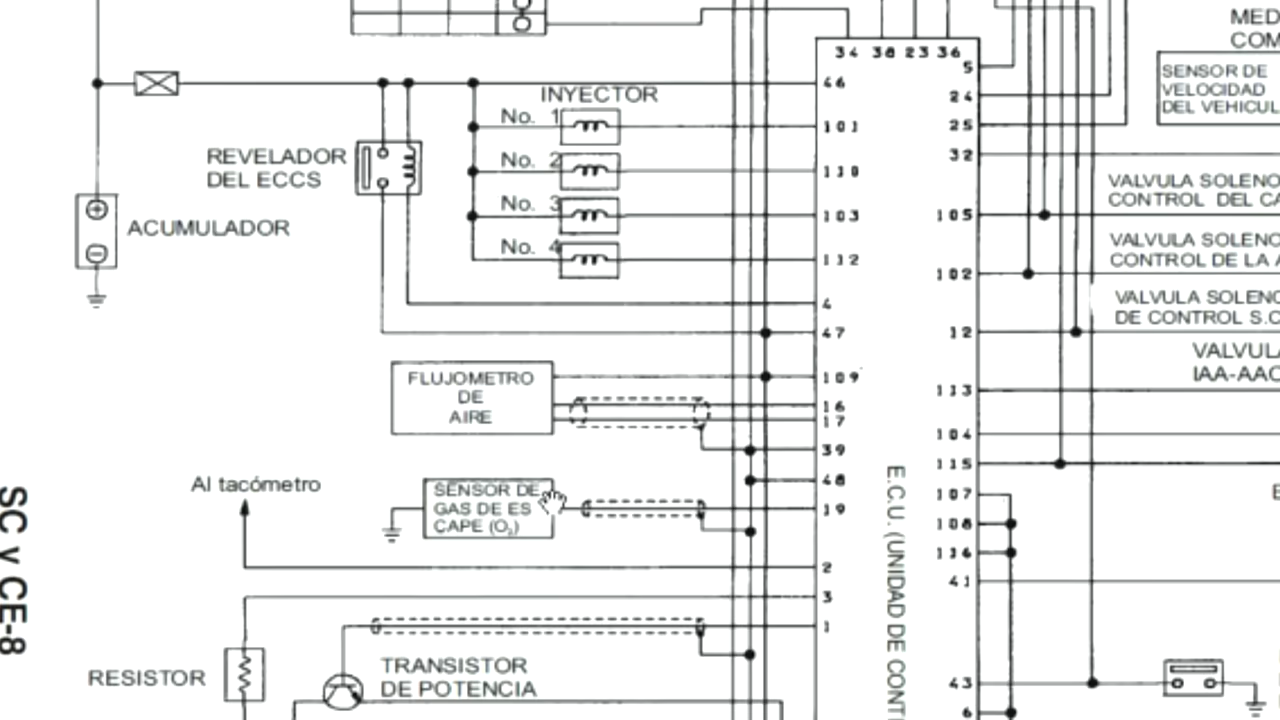 34 38 23 36
MED
COM
5
46
SENSOR DE
VELOCIDAD
DEL VEHICUL
24
25
INYECTOR
No. 1
101
REVELADOR
DEL ECCS
No. 2
110
32
VALVULA SOLENO
CONTROL DEL CA
No. 3
103
105
ACUMULADOR
No. 4
112
VALVULA SOLENO
CONTROL DE LA A
102
4
VALVULA SOLENO
DE CONTROL S.C
47
12
VALVULA
IAA-AAC
FLUJOMETRO
DE
AIRE
109
16
17
113
39
104
115
48
Al tacómetro
SENSOR DE
GAS DE ES
CAPE (O₂)
19
107
108
116
2
41
3
1
E.C.U. (UNIDAD DE CONT
SC y CE-8
RESISTOR
TRANSISTOR
DE POTENCIA
43
6